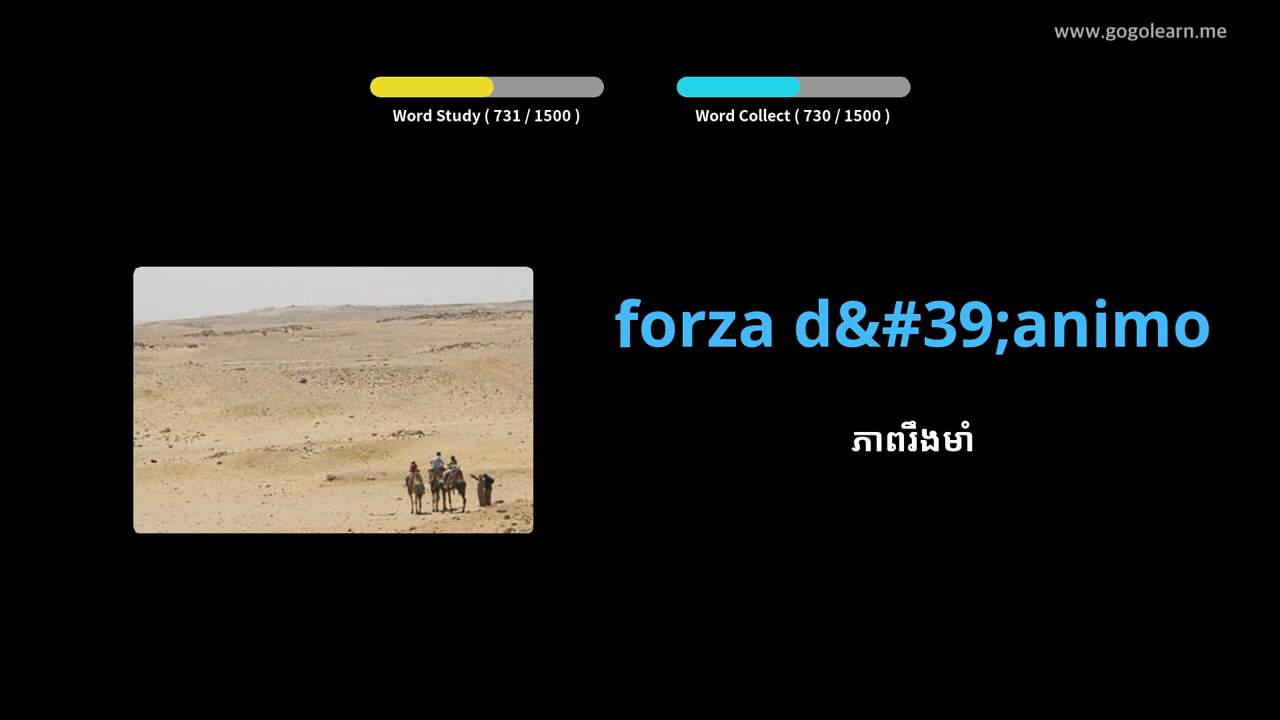 www.gogolearn.me
Word Study ( 731 / 1500 )
Word Collect ( 730 / 1500 )
forza d&#39;animo
ភាពរឹងមាំ